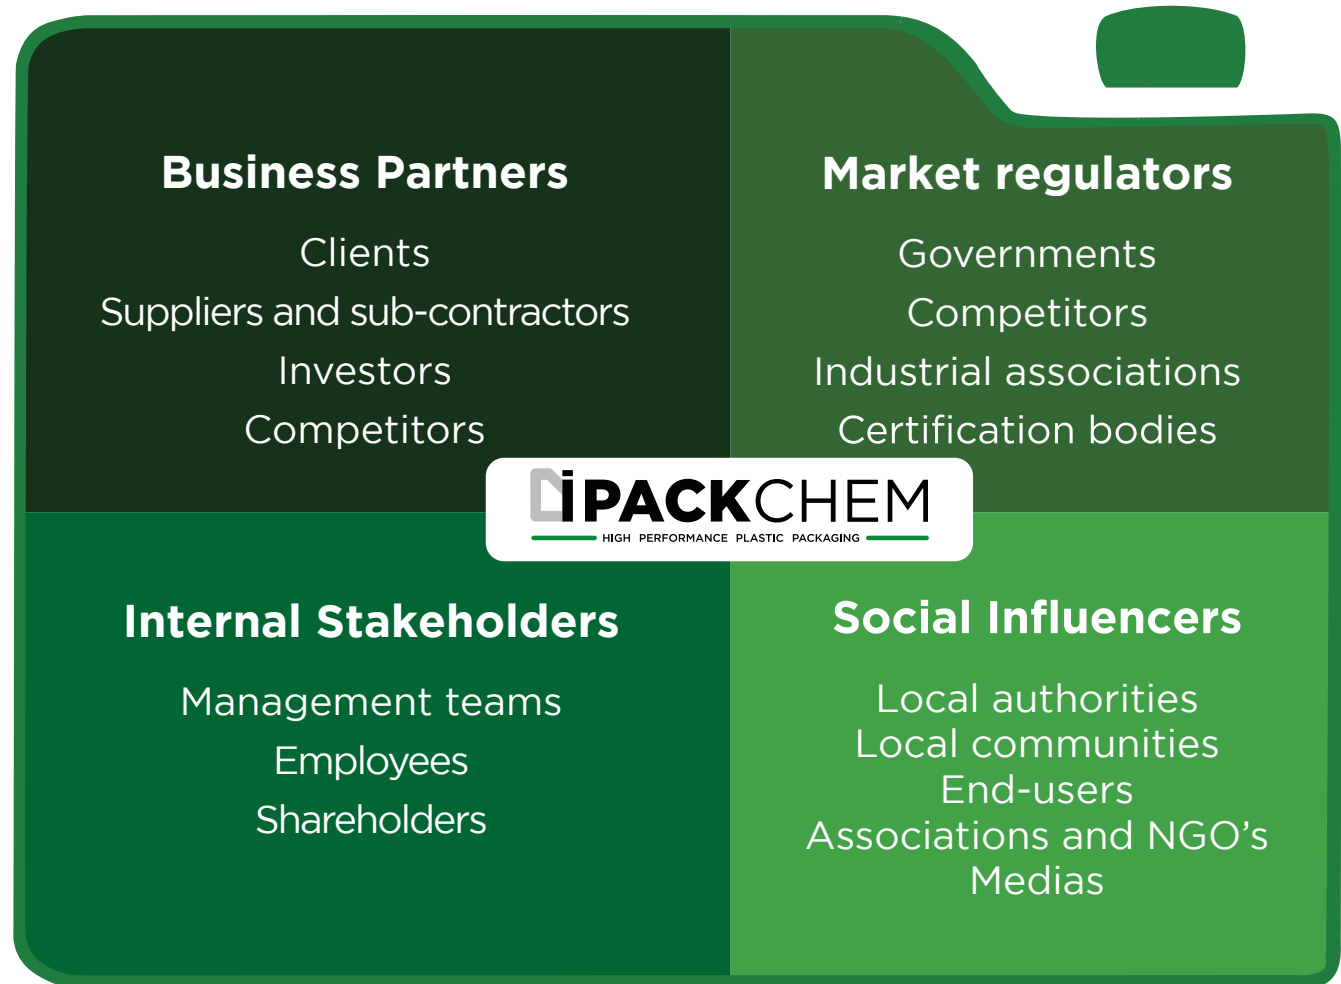 Business Partners
Clients
Suppliers and sub-contractors
Investors
Competitors
Market regulators
Governments
Competitors
Industrial associations
Certification bodies
iPACKCHEM
HIGH PERFORMANCE PLASTIC PACKAGING
Internal Stakeholders
Management teams
Employees
Shareholders
Social Influencers
Local authorities
Local communities
End-users
Associations and NGO’s
Medias